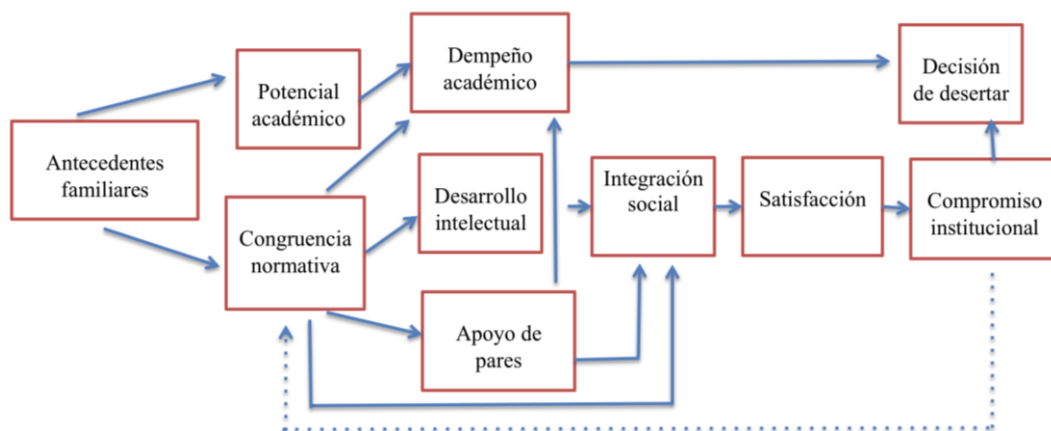 Antecedentes
familiares
Potencial
académico
Dempeño
académico
Congruencia
normativa
Desarrollo
intelectual
Apoyo de
pares
Integración
social
Satisfacción
Compromiso
institucional
Decisión
de desertar